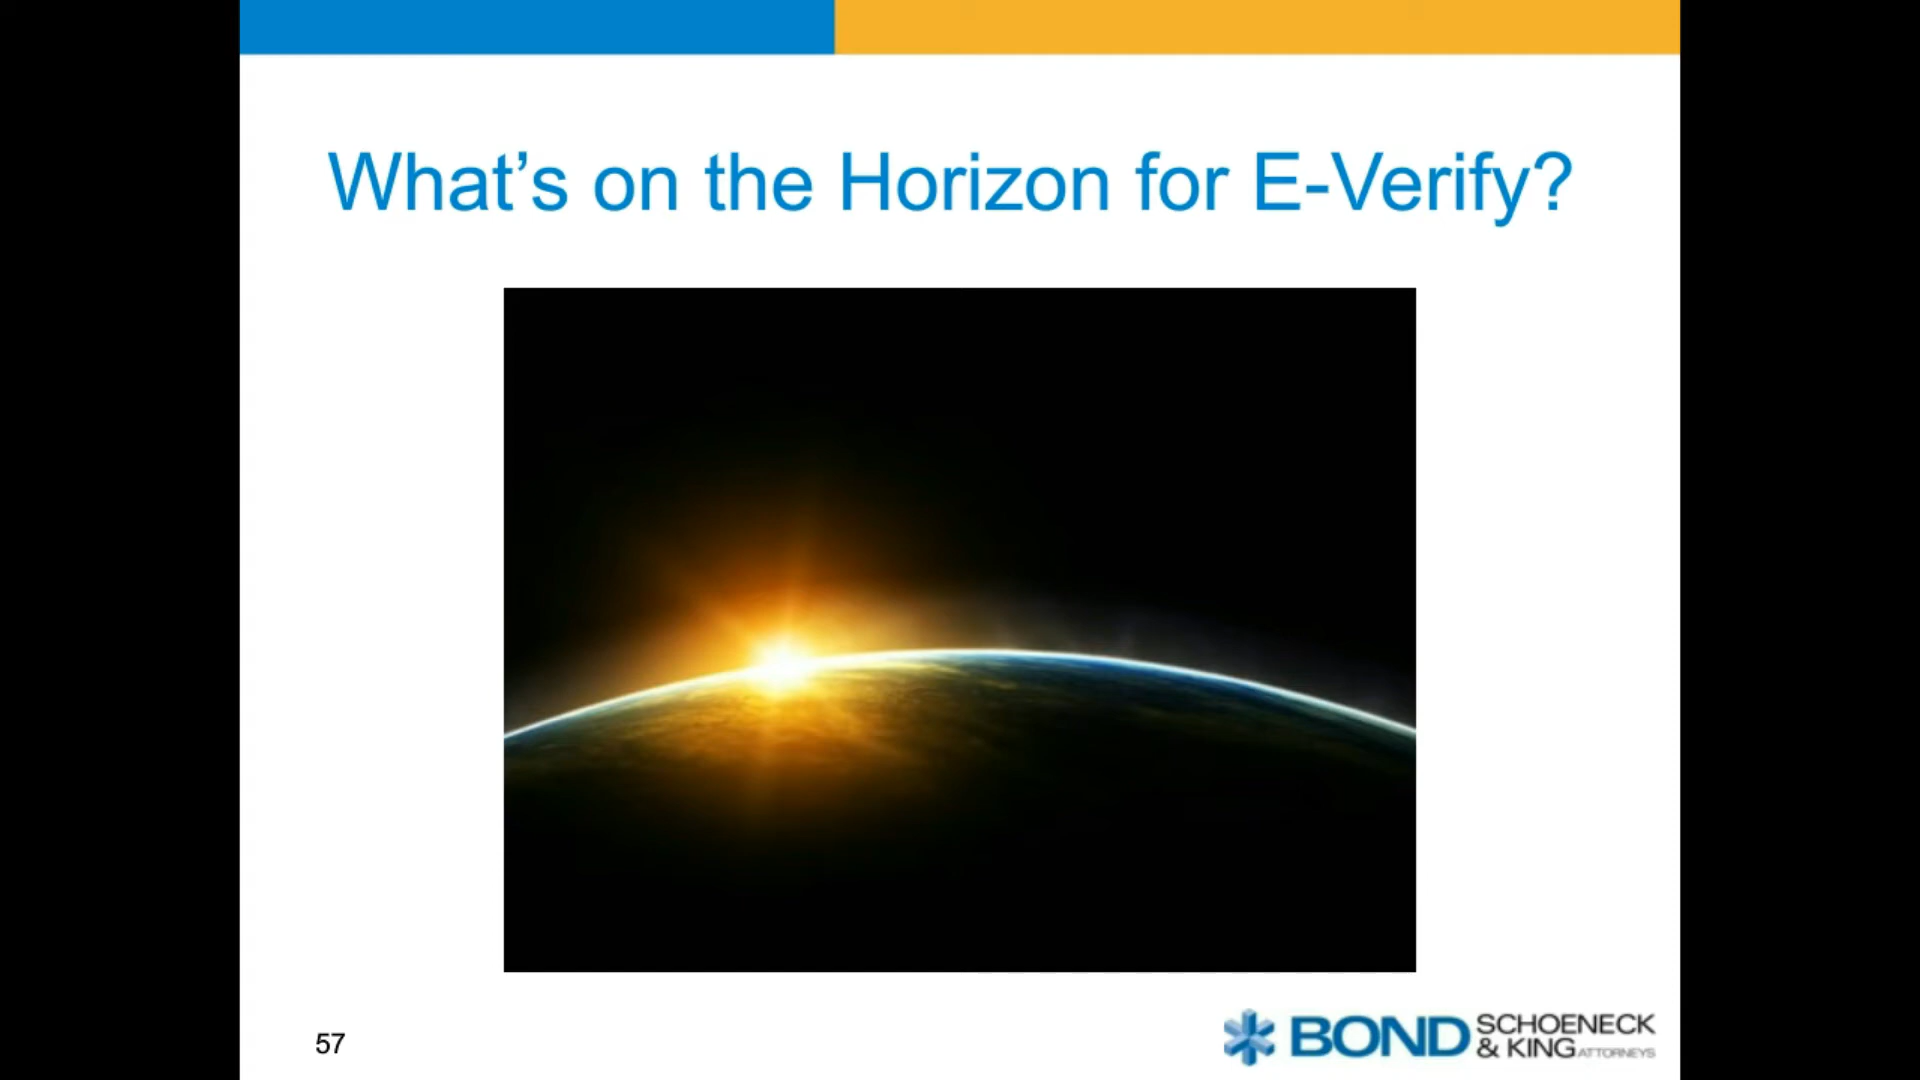 What’s on the Horizon for E-Verify?
57
BOND SCHOENECK
& KING ATTORNEYS